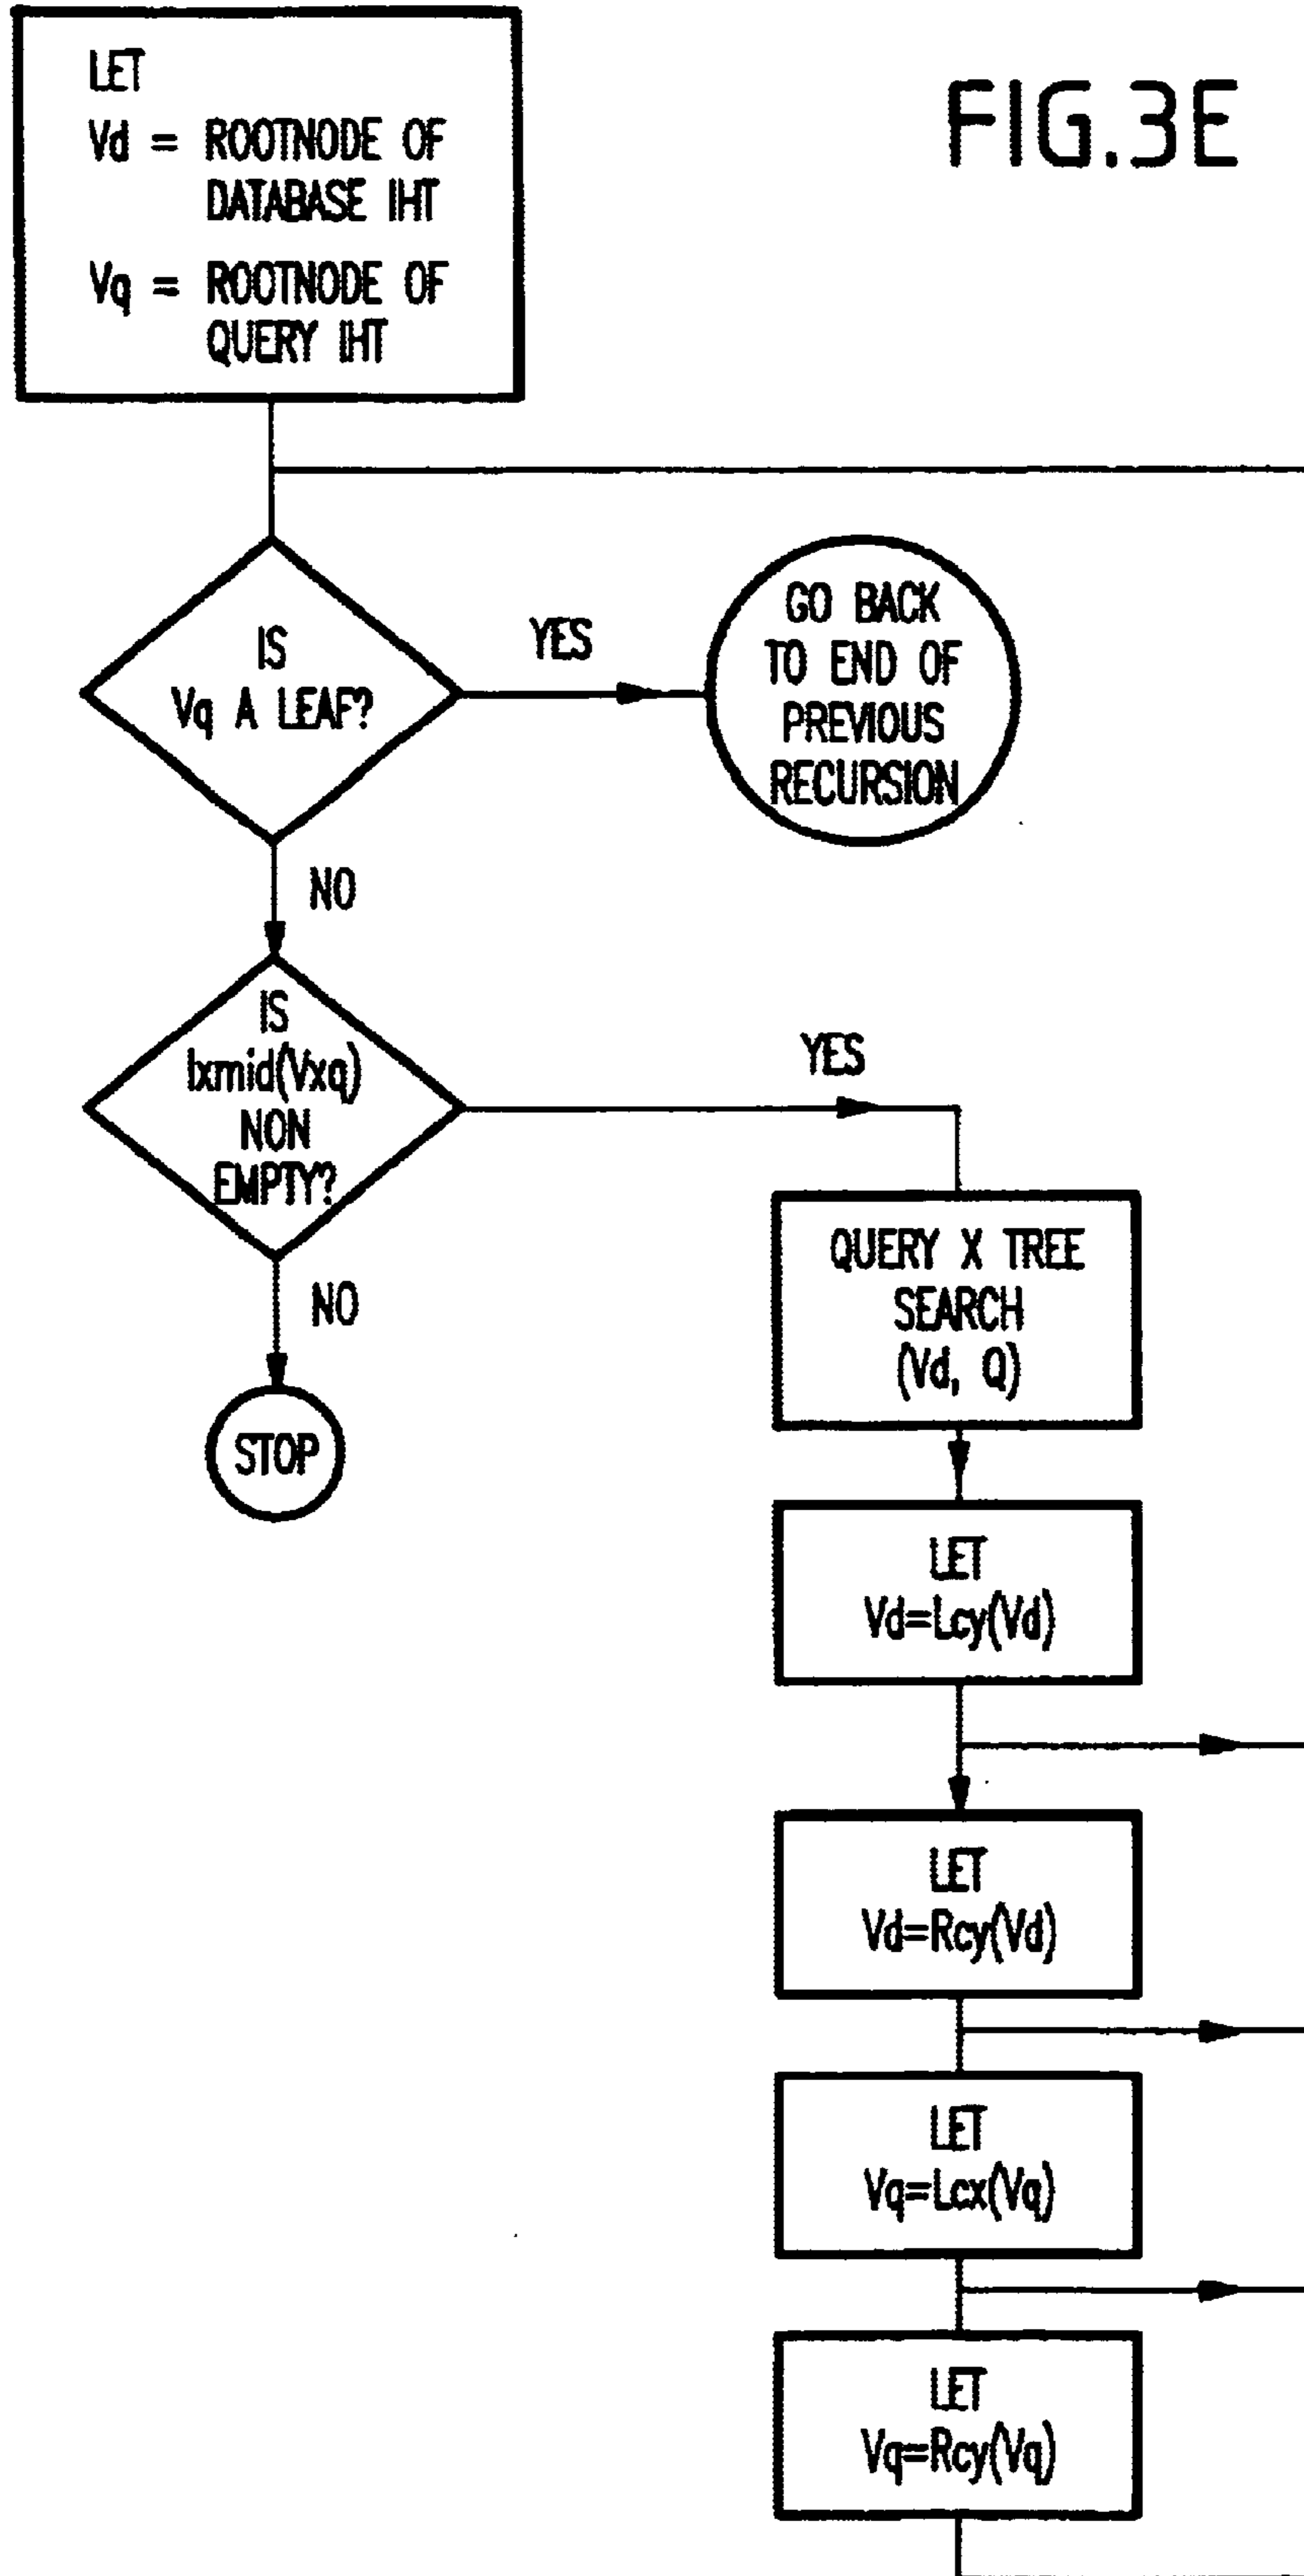 FIG.3E
LET
Vd = ROOTNODE OF
DATABASE IHT
Vq = ROOTNODE OF
QUERY IHT
IS
Vq A LEAF?
YES
GO BACK
TO END OF
PREVIOUS
RECURSION
NO
IS
Ixmid(Vxq)
NON
EMPTY?
YES
NO
STOP
QUERY X TREE
SEARCH
(Vd, Q)
LET
Vd=Lcy(Vd)
LET
Vd=Rcy(Vd)
LET
Vq=Lcx(Vq)
LET
Vq=Rcy(Vq)